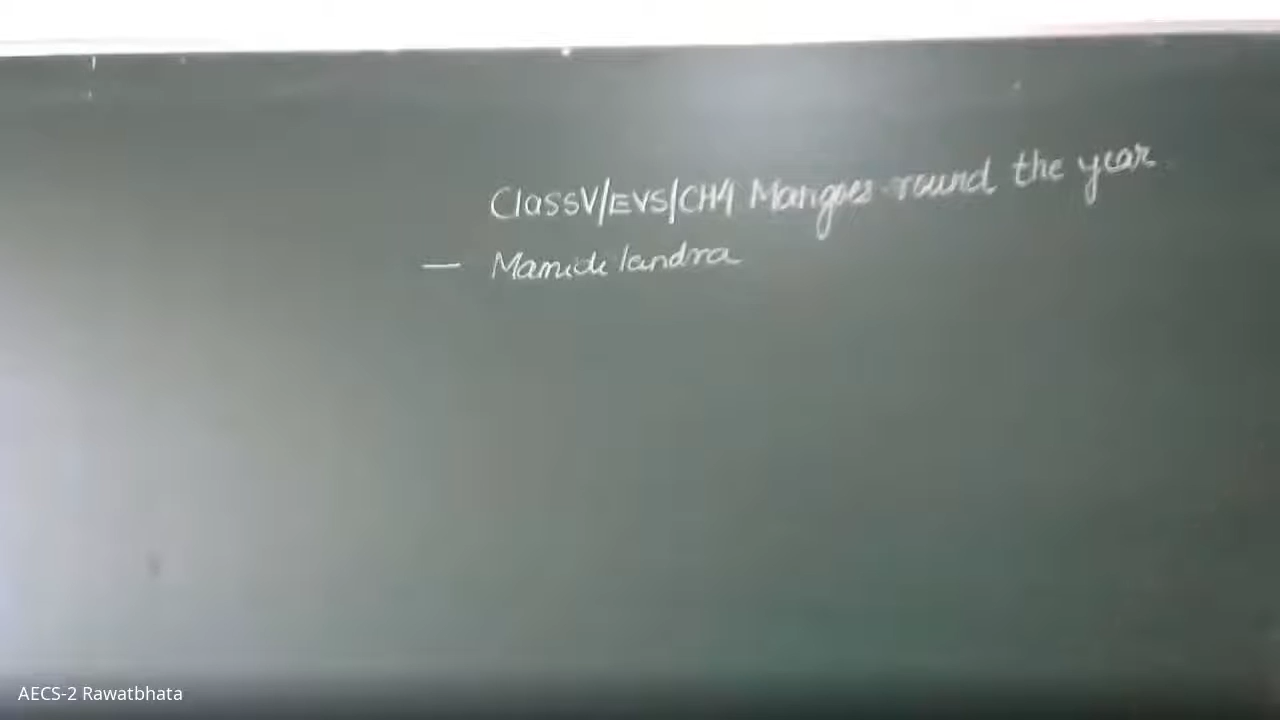 ClassV/EVS/CH4 Mangoes round the year
— Mamidi tandra
AECS-2 Rawatbhata